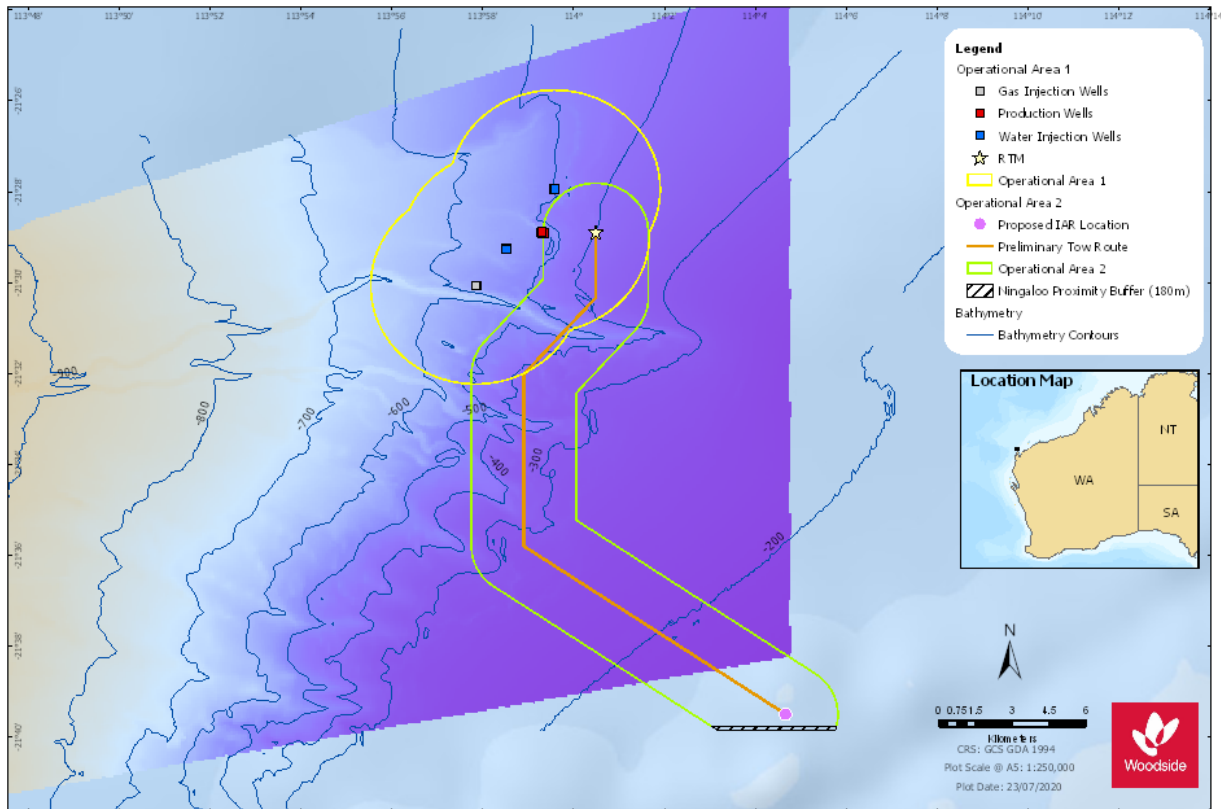 113°48'
113°50'
113°52'
113°54'
113°56'
113°58'
114°
114°2'
114°4'
114°6'
114°8'
114°10'
114°12'
114°14'
-21°26'
-21°28'
-21°30'
-21°32'
-21°34'
-21°36'
-21°38'
-21°40'
-900
-800
-700
-600
-500
-400
-300
-200
Legend
Operational Area 1
Gas Injection Wells
Production Wells
Water Injection Wells
RTM
Operational Area 1
Operational Area 2
Proposed IAR Location
Preliminary Tow Route
Operational Area 2
Ningaloo Proximity Buffer (180m)
Bathymetry
Bathymetry Contours
Location Map
WA
NT
SA
N
0 0.75 1.5 3 4.5 6
Kilometers
CRS: GCS GDA 1994
Plot Scale @ A5: 1:250,000
Plot Date: 23/07/2020
Woodside